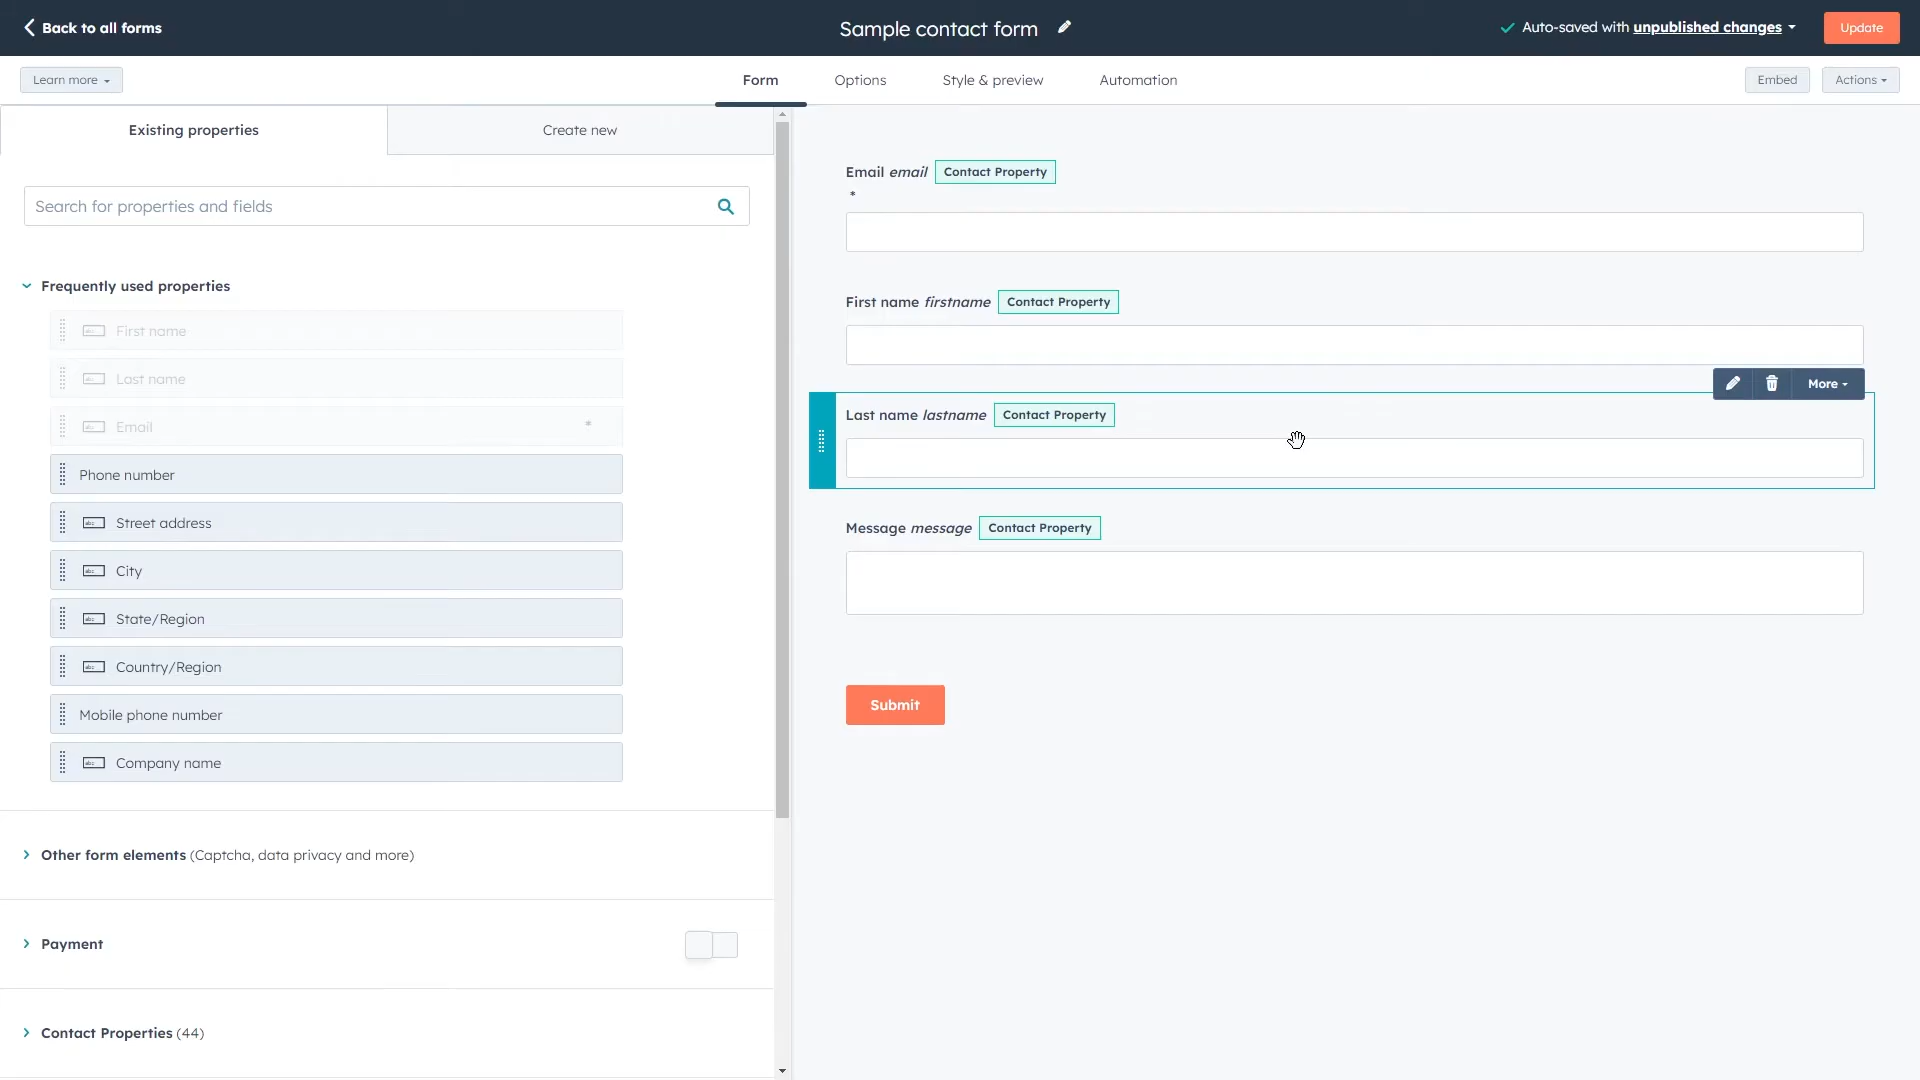 Back to all forms
Sample contact form
Auto-saved with unpublished changes
Update
Learn more
Form
Options
Style & preview
Automation
Embed
Actions
Existing properties
Create new
Search for properties and fields
Frequently used properties
First name
Last name
Email *
Phone number
Street address
City
State/Region
Country/Region
Mobile phone number
Company name
Other form elements (Captcha, data privacy and more)
Payment
Contact Properties (44)
Email email Contact Property
*
First name firstname Contact Property
More
Last name lastname Contact Property
Message message Contact Property
Submit